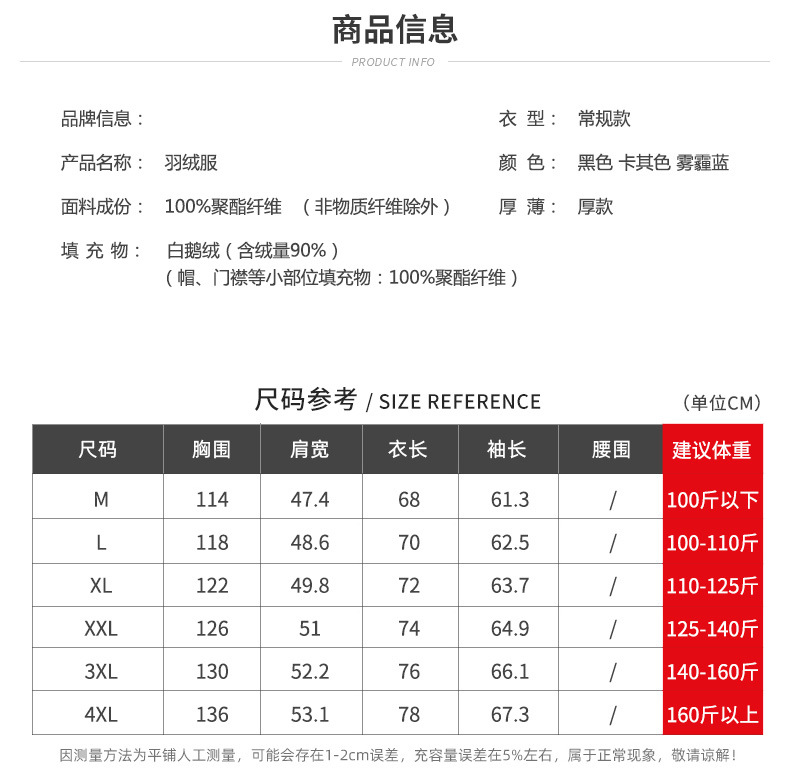 商品信息
PRODUCT INFO
品牌信息：
衣 型： 常规款
产品名称： 羽绒服
颜 色： 黑色 卡其色 雾霾蓝
面料成份： 100%聚酯纤维 （非物质纤维除外）
厚 薄： 厚款
填 充 物： 白鹅绒（含绒量90%）
（帽、门襟等小部位填充物：100%聚酯纤维）
尺码参考 / SIZE REFERENCE
（单位CM）
尺码 胸围 肩宽 衣长 袖长 腰围 建议体重
M 114 47.4 68 61.3 / 100斤以下
L 118 48.6 70 62.5 / 100-110斤
XL 122 49.8 72 63.7 / 110-125斤
XXL 126 51 74 64.9 / 125-140斤
3XL 130 52.2 76 66.1 / 140-160斤
4XL 136 53.1 78 67.3 / 160斤以上
因测量方法为平铺人工测量，可能会存在1-2cm误差，充容量误差在5%左右，属于正常现象，敬请谅解！